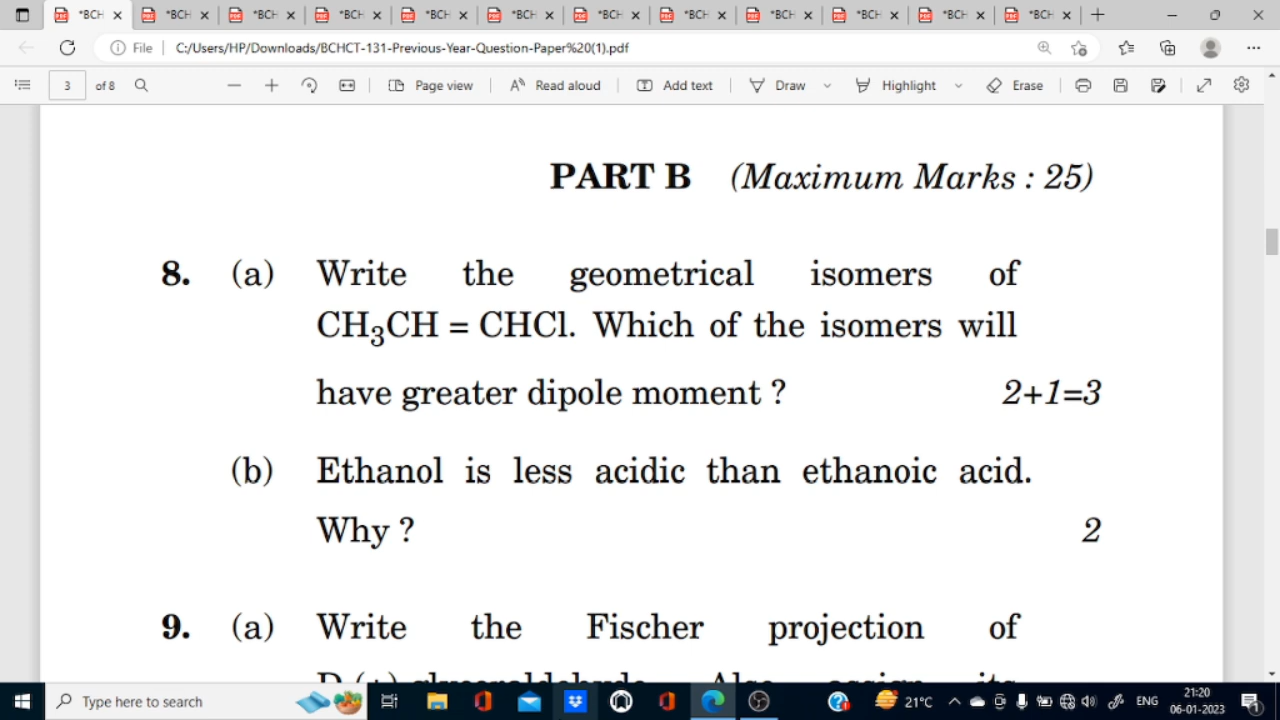 *BCH *BCH *BCH *BCH *BCH *BCH *BCH *BCH *BCH *BCH *BCH *BCH
File C:/Users/HP/Downloads/BCHCT-131-Previous-Year-Question-Paper%20(1).pdf
3 of 8 Page view Read aloud Add text Draw Highlight Erase
PART B (Maximum Marks : 25)
8. (a) Write the geometrical isomers of
CH₃CH = CHCl. Which of the isomers will
have greater dipole moment ? 2+1=3
(b) Ethanol is less acidic than ethanoic acid.
Why ? 2
9. (a) Write the Fischer projection of
Type here to search 21°C ENG 21:20
06-01-2023